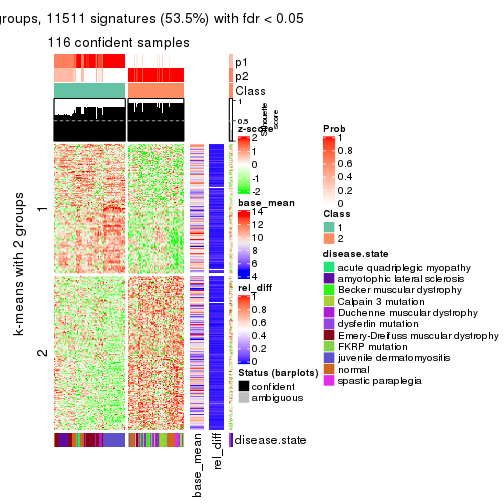 groups, 11511 signatures (53.5%) with fdr < 0.05
116 confident samples
p1
p2
Class
1
0.5
0
Silhouette
score
k-means with 2 groups
1
2
base_mean
rel_diff
disease.state
z-score
2
1
0
-1
-2
base_mean
14
12
10
8
6
4
rel_diff
1
0.8
0.6
0.4
0.2
0
Status (barplots)
confident
ambiguous
Prob
1
0.8
0.6
0.4
0.2
0
Class
1
2
disease.state
acute quadriplegic myopathy
amyotophic lateral sclerosis
Becker muscular dystrophy
Calpain 3 mutation
Duchenne muscular dystrophy
dysferlin mutation
Emery-Dreifuss muscular dystrophy
FKRP mutation
juvenile dermatomyositis
normal
spastic paraplegia